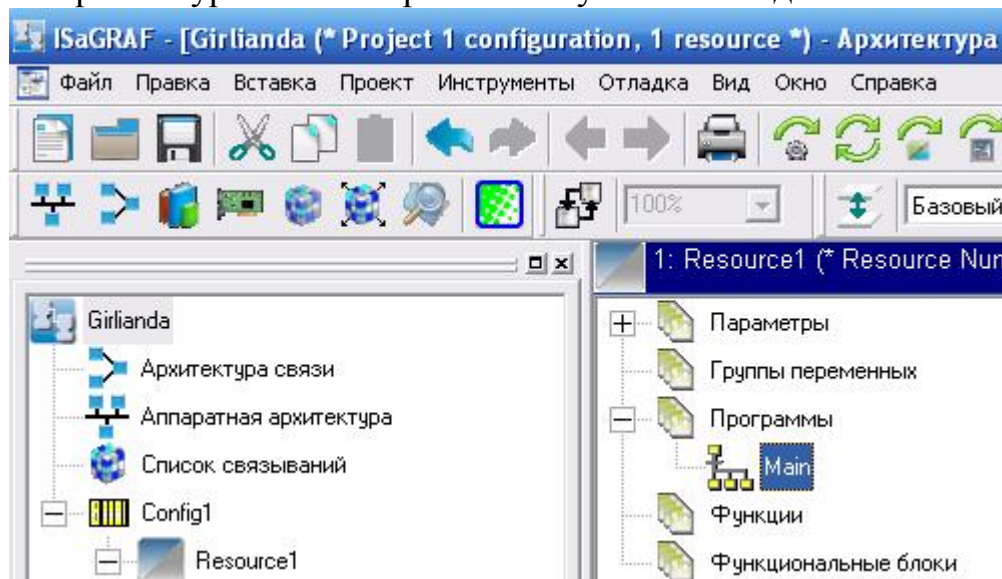 ISaGRAF - [Girlianda (* Project 1 configuration, 1 resource *) - Архитектура
Файл Правка Вставка Проект Инструменты Отладка Вид Окно Справка
100%
Базовый
1: Resource1 (* Resource Nu
Girlianda
Архитектура связи
Аппаратная архитектура
Список связываний
Config1
Resource1
Параметры
Группы переменных
Программы
Main
Функции
Функциональные блоки